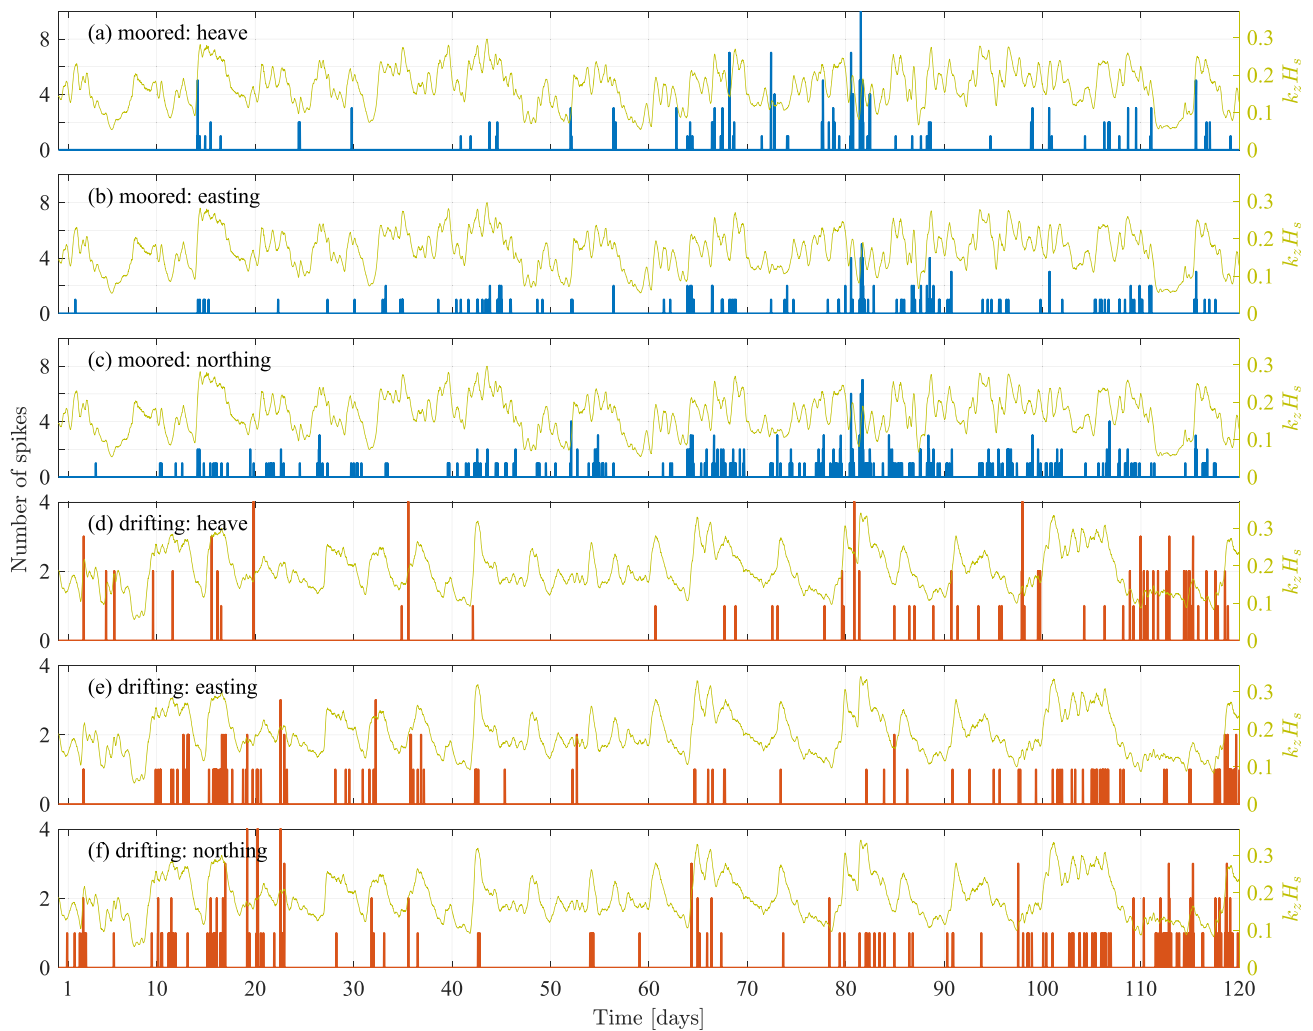 (a) moored: heave
8
4
0
0.3
0.2
0.1
0
k_z H_s
(b) moored: easting
8
4
0
0.3
0.2
0.1
0
k_z H_s
(c) moored: northing
8
4
0
0.3
0.2
0.1
0
k_z H_s
Number of spikes
(d) drifting: heave
4
2
0
0.3
0.2
0.1
0
k_z H_s
(e) drifting: easting
4
2
0
0.3
0.2
0.1
0
k_z H_s
(f) drifting: northing
4
2
0
0.3
0.2
0.1
0
k_z H_s
1 10 20 30 40 50 60 70 80 90 100 110 120
Time [days]